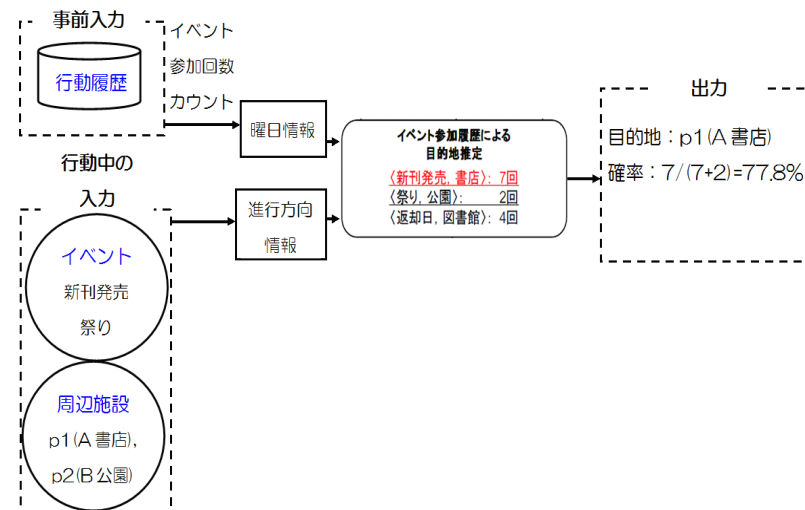 事前入力
行動履歴
イベント
参加回数
カウント
曜日情報
行動中の
入力
イベント
新刊発売
祭り
周辺施設
p1(A書店),
p2(B公園)
進行方向
情報
イベント参加履歴による
目的地推定
〈新刊発売, 書店〉: 7回
〈祭り, 公園〉: 2回
〈返却日, 図書館〉: 4回
出力
目的地：p1(A書店)
確率：7/(7+2)=77.8%